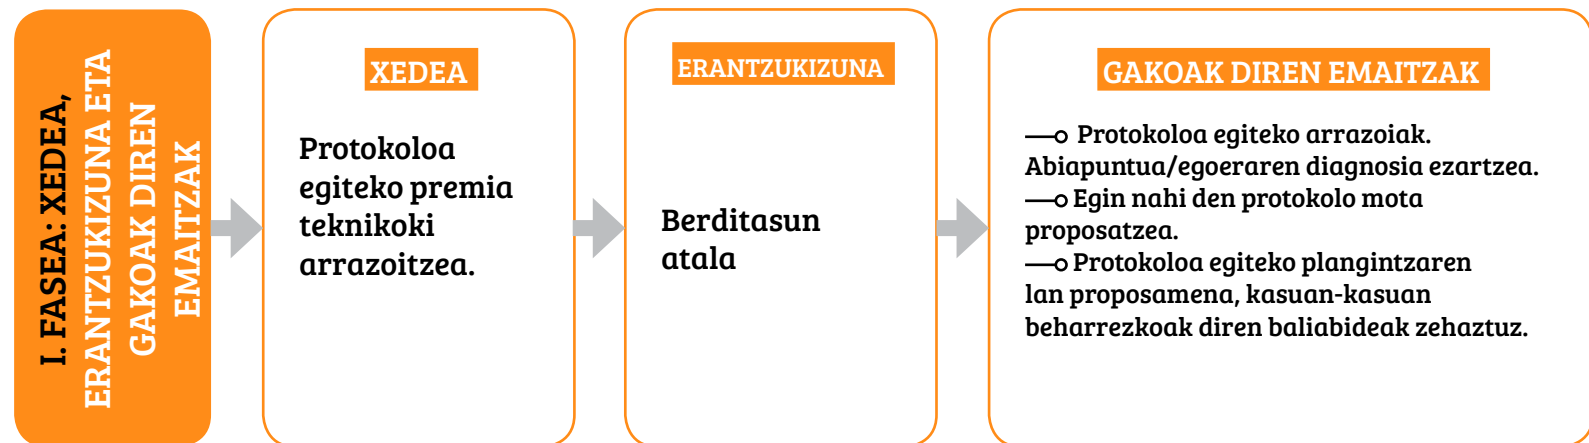 I. FASEA: XEDEA,
ERANTZUKIZUNA ETA
GAKOAK DIREN
EMAITZAK
XEDEA
Protokoloa
egiteko premia
teknikoki
arrazoitzea.
ERANTZUKIZUNA
Berditasun
atala
GAKOAK DIREN EMAITZAK
Protokoloa egiteko arrazoiak.
Abiapuntua/egoeraren diagnosia ezartzea.
Egin nahi den protokolo mota
proposatzea.
Protokoloa egiteko plangintzaren
lan proposamena, kasuan-kasuan
beharrezkoak diren baliabideak zehaztuz.